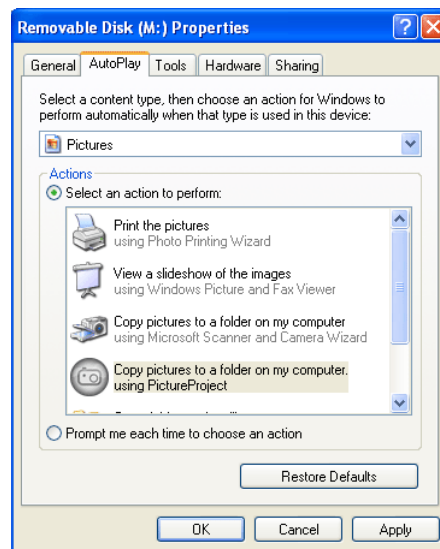 Removable Disk (M:) Properties
General AutoPlay Tools Hardware Sharing
Select a content type, then choose an action for Windows to
perform automatically when that type is used in this device:
Pictures
Actions
Select an action to perform:
Print the pictures
using Photo Printing Wizard
View a slideshow of the images
using Windows Picture and Fax Viewer
Copy pictures to a folder on my computer
using Microsoft Scanner and Camera Wizard
Copy pictures to a folder on my computer.
using PictureProject
Prompt me each time to choose an action
Restore Defaults
OK Cancel Apply